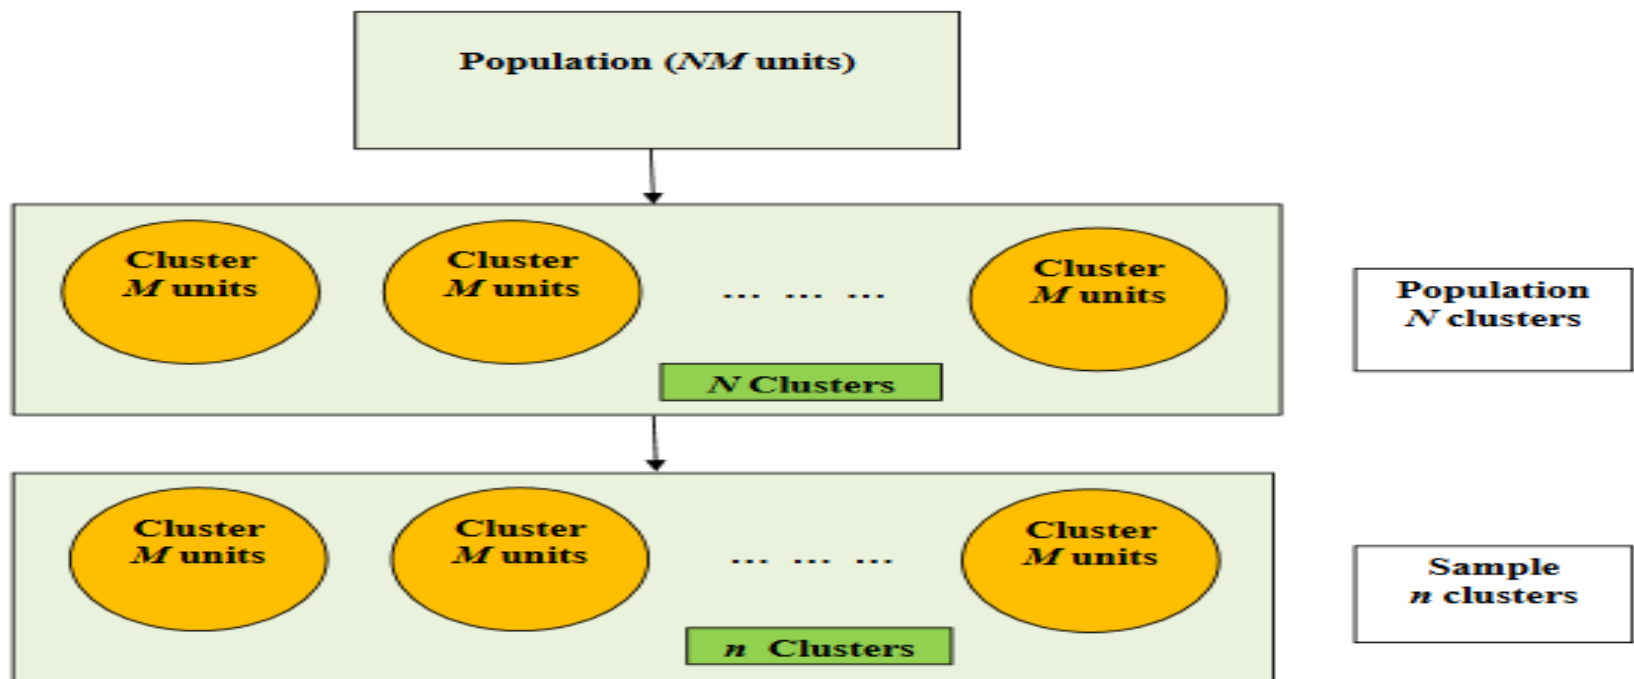 Population (NM units)
Cluster
M units
Cluster
M units
... ... ...
Cluster
M units
N Clusters
Population
N clusters
Cluster
M units
Cluster
M units
... ... ...
Cluster
M units
n Clusters
Sample
n clusters